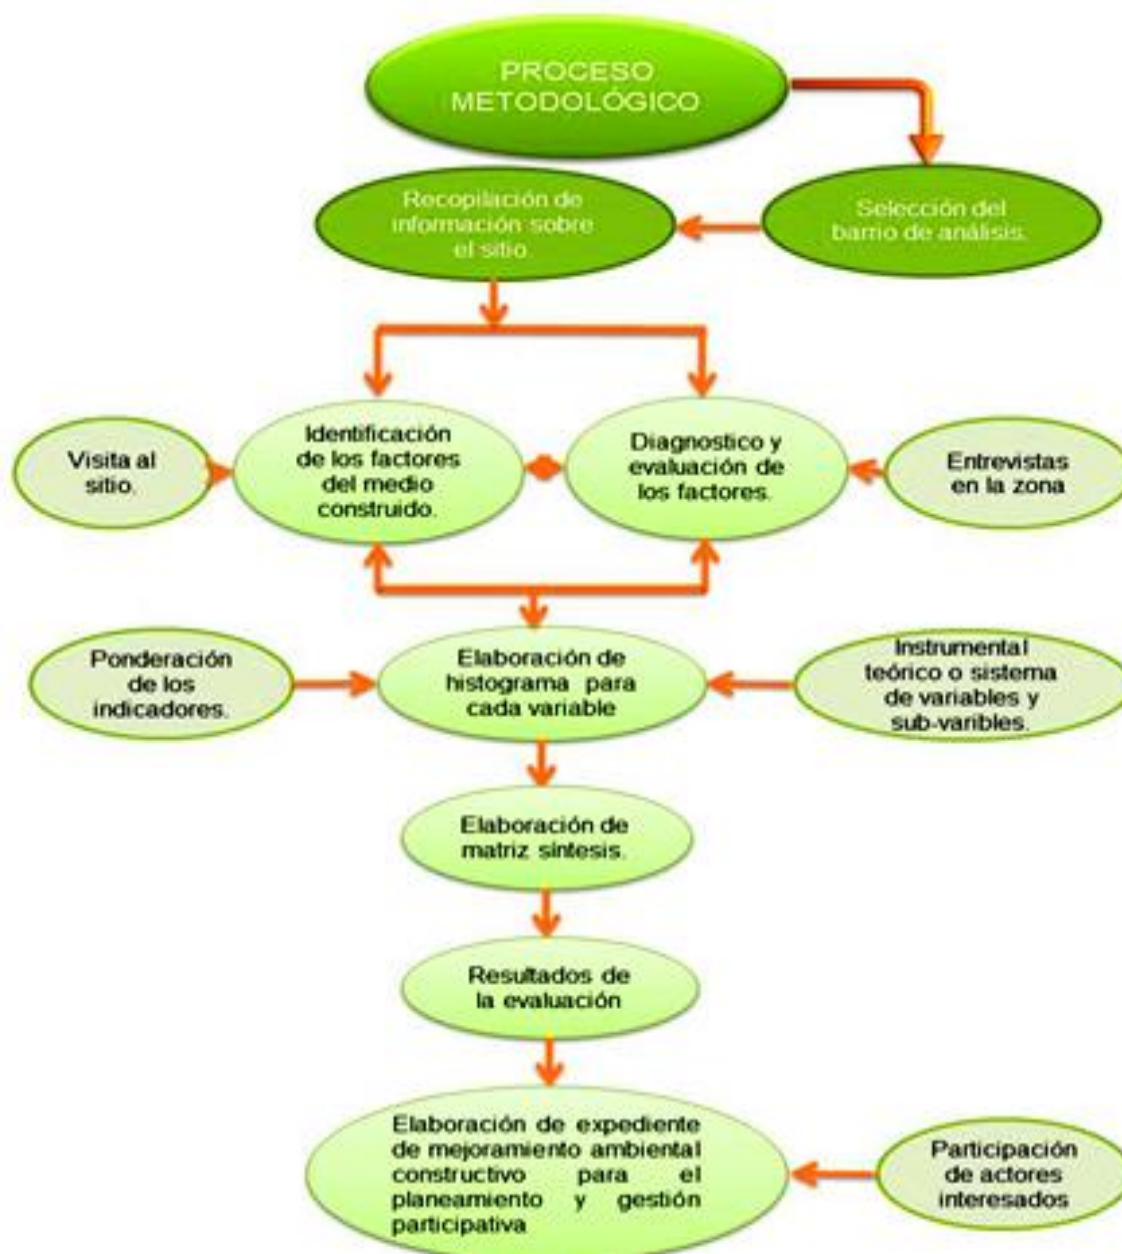 PROCESO
METODOLÓGICO
Selección del
barrio de análisis.
Recopilación de
información sobre
el sitio.
Visita al
sitio.
Identificación
de los factores
del medio
construido.
Diagnostico y
evaluación de
los factores.
Entrevistas
en la zona
Ponderación
de los
indicadores.
Elaboración de
histograma para
cada variable
Instrumental
teórico o sistema
de variables y
sub-varibles.
Elaboración de
matriz síntesis.
Resultados de
la evaluación
Elaboración de expediente
de mejoramiento ambiental
constructivo para el
planeamiento y gestión
participativa
Participación
de actores
interesados